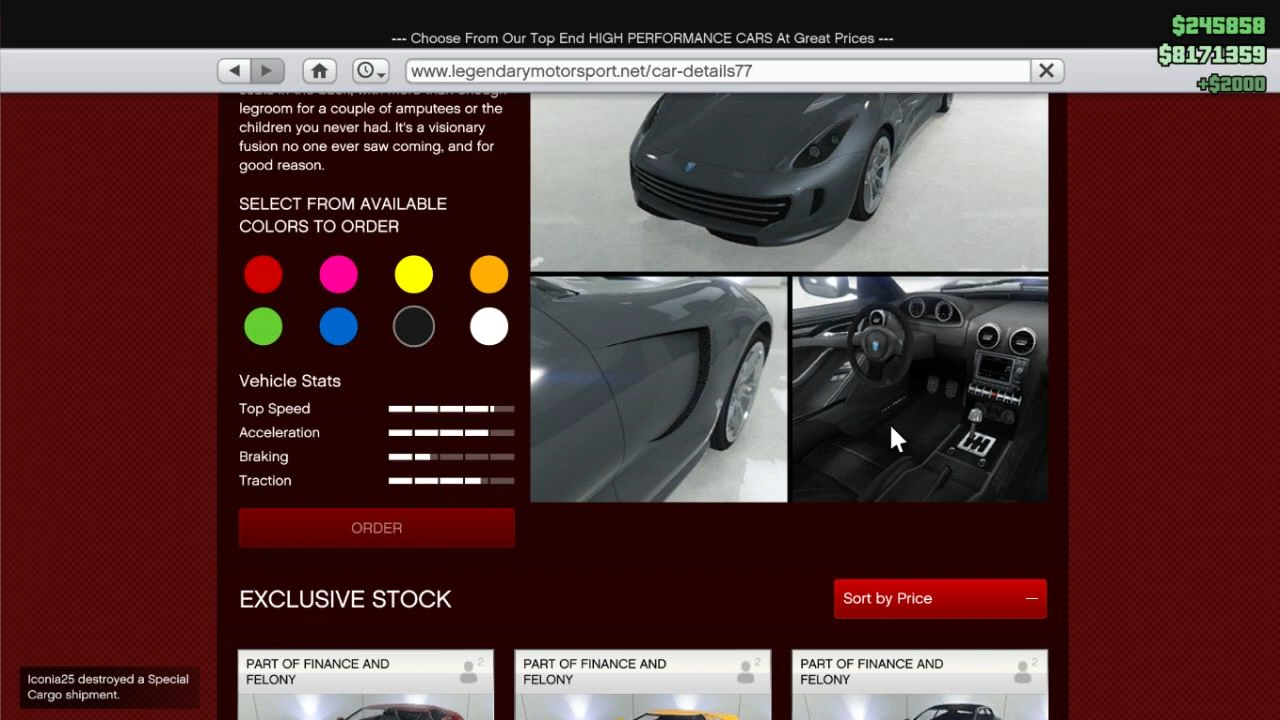 --- Choose From Our Top End HIGH PERFORMANCE CARS At Great Prices ---
$245858
$8171359
+$2000
www.legendarymotorsport.net/car-details77
legroom for a couple of amputees or the
children you never had. It's a visionary
fusion no one ever saw coming, and for
good reason.
SELECT FROM AVAILABLE
COLORS TO ORDER
Vehicle Stats
Top Speed
Acceleration
Braking
Traction
ORDER
EXCLUSIVE STOCK
Sort by Price
PART OF FINANCE AND
FELONY
2
PART OF FINANCE AND
FELONY
2
PART OF FINANCE AND
FELONY
2
Iconia25 destroyed a Special
Cargo shipment.